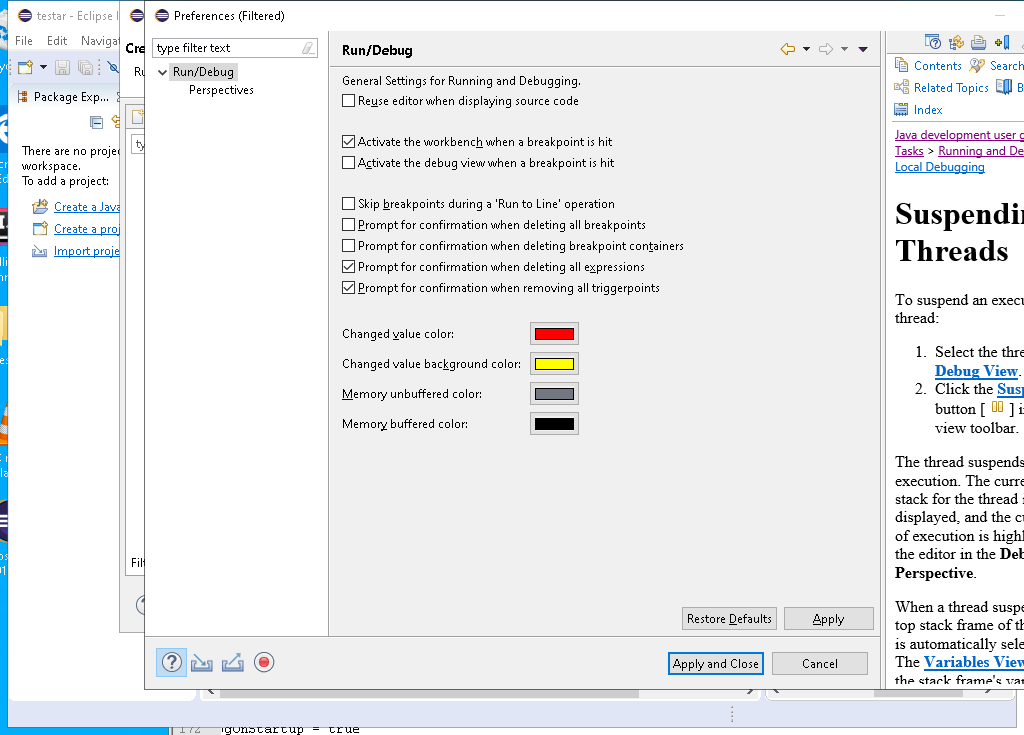 testar - Eclipse I
Preferences (Filtered)
File Edit Navigat
Cre
type filter text
Run/Debug
Contents
Search
Ru
Run/Debug
General Settings for Running and Debugging.
Related Topics
B
Package Exp...
Perspectives
Reuse editor when displaying source code
Index
Java development user g
Activate the workbench when a breakpoint is hit
There are no projec
ty
Tasks > Running and De
workspace.
Activate the debug view when a breakpoint is hit
Local Debugging
To add a project:
Create a Java
Skip breakpoints during a 'Run to Line' operation
Suspendin
Create a proj
Prompt for confirmation when deleting all breakpoints
Threads
Import proje
Prompt for confirmation when deleting breakpoint containers
Prompt for confirmation when deleting all expressions
Prompt for confirmation when removing all triggerpoints
To suspend an execu
thread:
Changed value color:
1. Select the thre
Changed value background color:
Debug View.
Memory unbuffered color:
2. Click the Susp
button [ ] i
Memory buffered color:
view toolbar.
The thread suspends
execution. The curre
stack for the thread i
displayed, and the cu
of execution is highl
the editor in the Deb
Filt
Perspective.
Restore Defaults
Apply
When a thread suspe
top stack frame of th
is automatically sele
Apply and Close
Cancel
The Variables View
the stack frame's var
172
gOnStartup = true